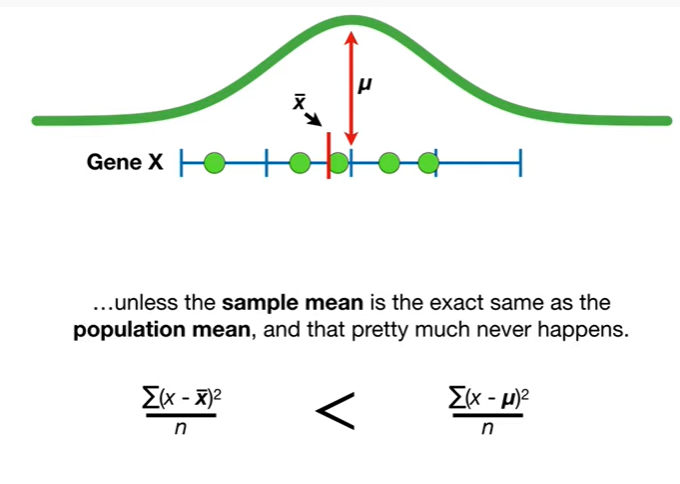 μ
x̄
Gene X
...unless the sample mean is the exact same as the
population mean, and that pretty much never happens.
∑(x - x̄)²
n
<
∑(x - μ)²
n